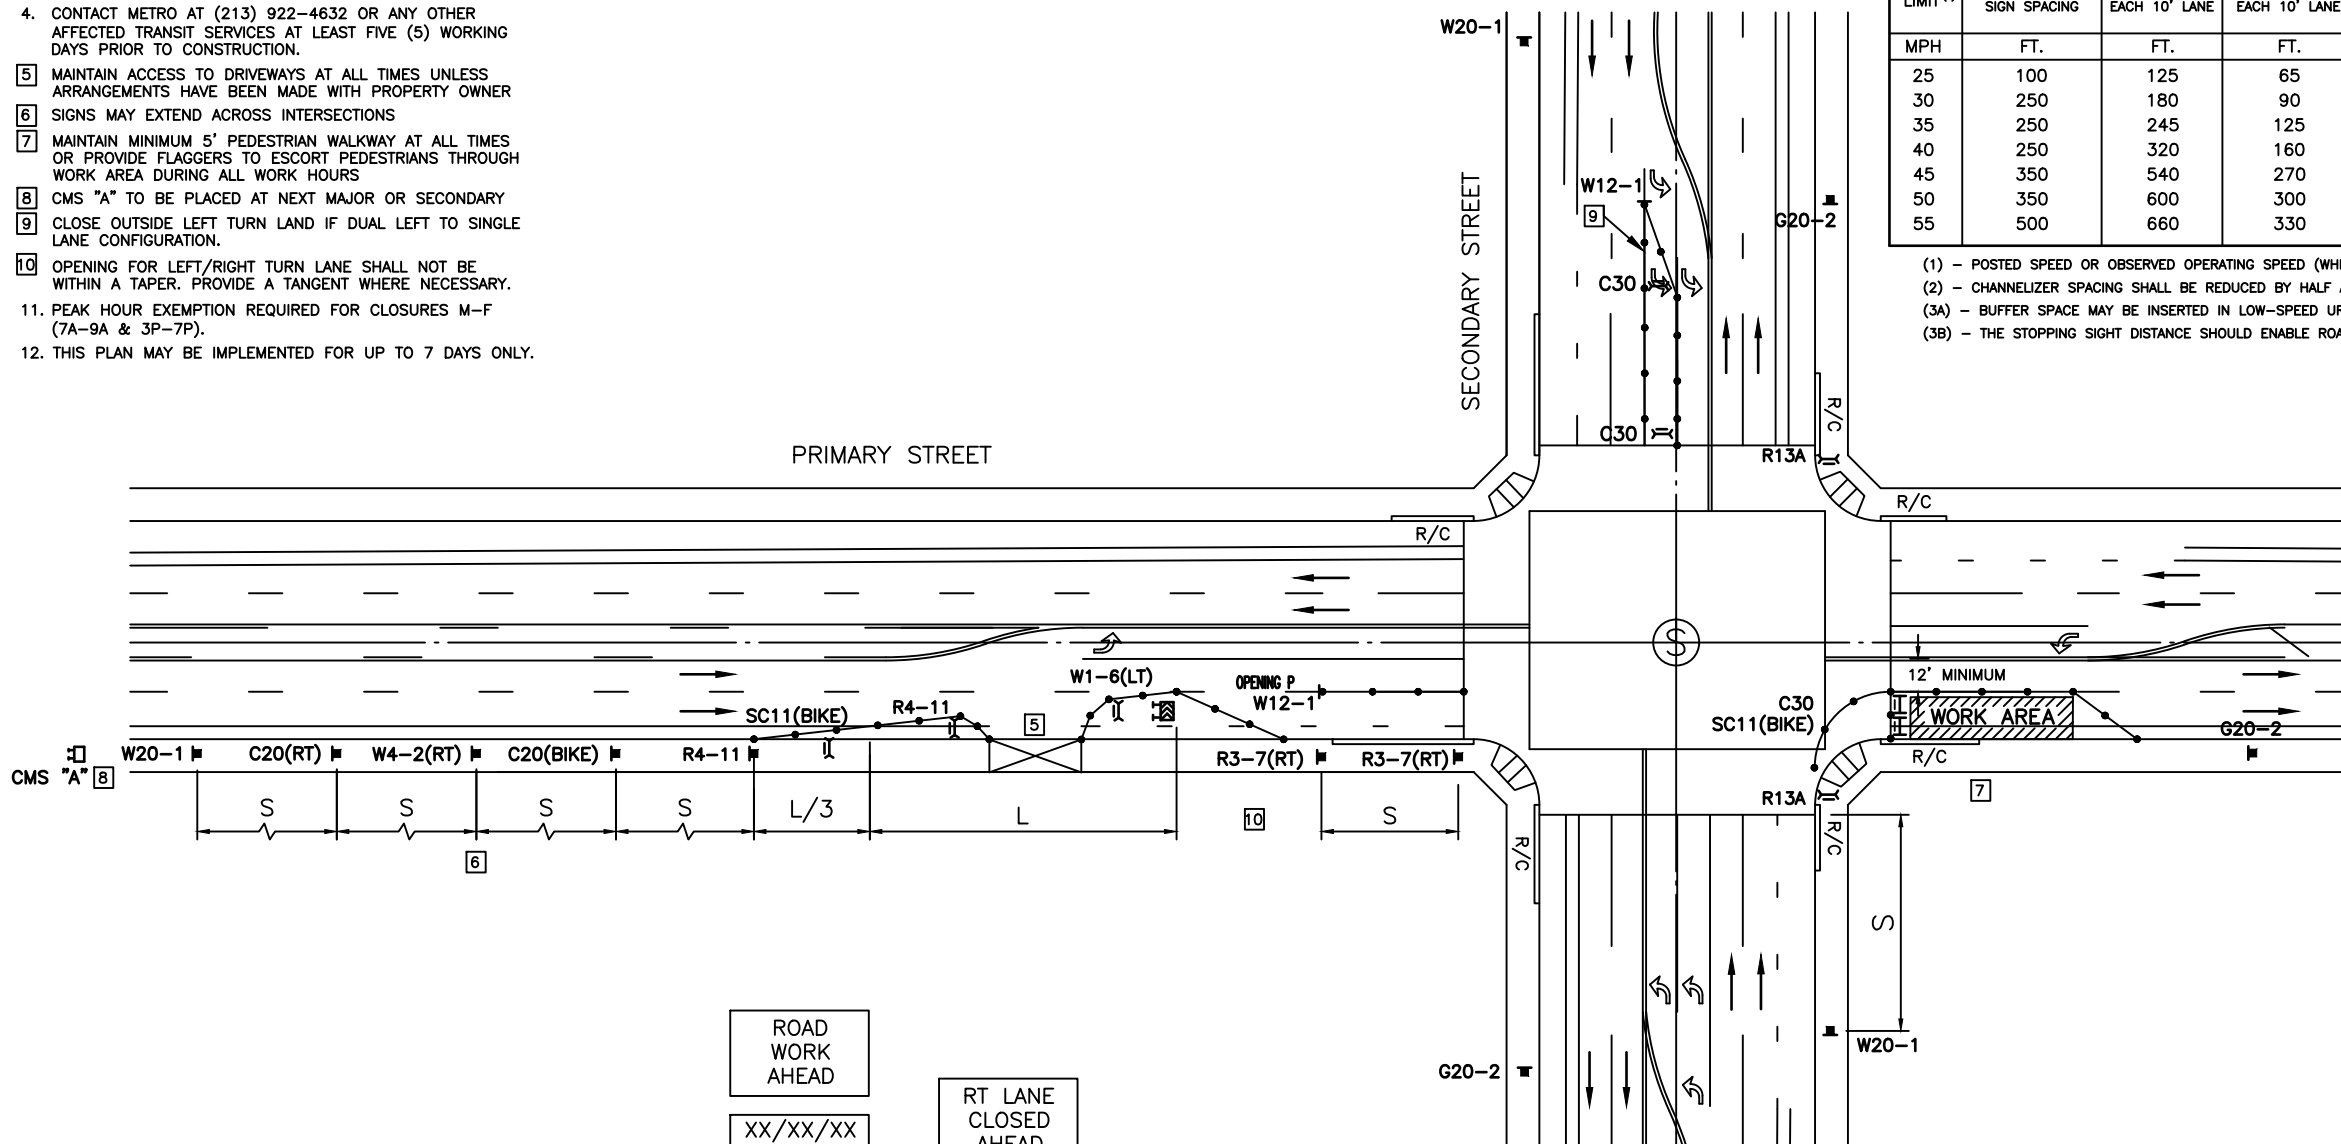 4. CONTACT METRO AT (213) 922-4632 OR ANY OTHER
AFFECTED TRANSIT SERVICES AT LEAST FIVE (5) WORKING
DAYS PRIOR TO CONSTRUCTION.
5 MAINTAIN ACCESS TO DRIVEWAYS AT ALL TIMES UNLESS
ARRANGEMENTS HAVE BEEN MADE WITH PROPERTY OWNER
6 SIGNS MAY EXTEND ACROSS INTERSECTIONS
7 MAINTAIN MINIMUM 5' PEDESTRIAN WALKWAY AT ALL TIMES
OR PROVIDE FLAGGERS TO ESCORT PEDESTRIANS THROUGH
WORK AREA DURING ALL WORK HOURS
8 CMS "A" TO BE PLACED AT NEXT MAJOR OR SECONDARY
9 CLOSE OUTSIDE LEFT TURN LAND IF DUAL LEFT TO SINGLE
LANE CONFIGURATION.
10 OPENING FOR LEFT/RIGHT TURN LANE SHALL NOT BE
WITHIN A TAPER. PROVIDE A TANGENT WHERE NECESSARY.
11. PEAK HOUR EXEMPTION REQUIRED FOR CLOSURES M-F
(7A-9A & 3P-7P).
12. THIS PLAN MAY BE IMPLEMENTED FOR UP TO 7 DAYS ONLY.
LIMIT SIGN SPACING EACH 10' LANE EACH 10' LANE
MPH FT. FT. FT.
25 100 125 65
30 250 180 90
35 250 245 125
40 250 320 160
45 350 540 270
50 350 600 300
55 500 660 330
(1) - POSTED SPEED OR OBSERVED OPERATING SPEED
(2) - CHANNELIZER SPACING SHALL BE REDUCED BY HALF
(3A) - BUFFER SPACE MAY BE INSERTED IN LOW-SPEED
(3B) - THE STOPPING SIGHT DISTANCE SHOULD ENABLE
W20-1
SECONDARY STREET
W12-1
9
G20-2
C30
C30
R/C
R13A
PRIMARY STREET
R/C
R/C
S
W1-6(LT)
OPENING P
W12-1
12' MINIMUM
C30
SC11(BIKE)
WORK AREA
G20-2
SC11(BIKE)
R4-11
5
CMS "A" 8
W20-1
C20(RT)
W4-2(RT)
C20(BIKE)
R4-11
R3-7(RT)
R3-7(RT)
R/C
S
S
S
S
L/3
L
10
S
6
7
R13A
R/C
R/C
S
W20-1
G20-2
ROAD
WORK
AHEAD
XX/XX/XX
RT LANE
CLOSED
AHEAD